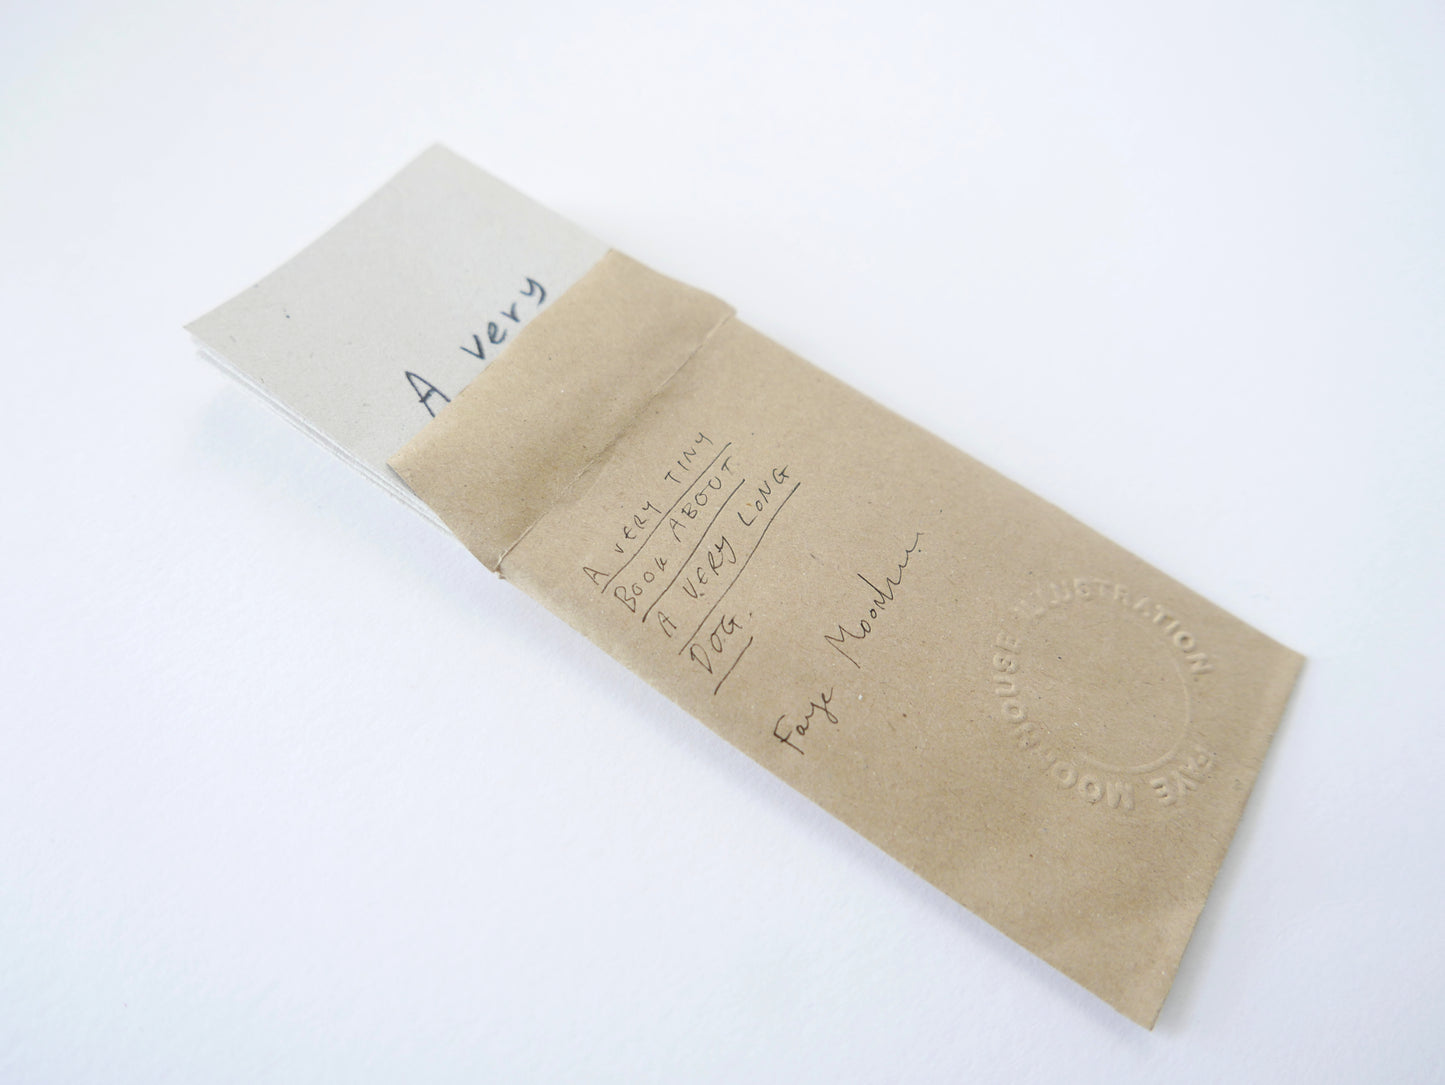 A very
A VERY TINY
BOOK ABOUT
A VERY LONG
DOG.
Faye Moorhouse
FAYE MOORHOUSE ILLUSTRATION.